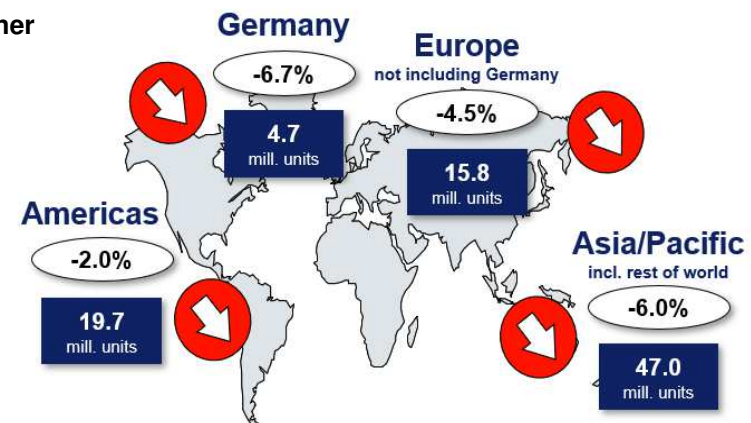 Germany
-6.7%
4.7
mill. units
Europe
not including Germany
-4.5%
15.8
mill. units
Americas
-2.0%
19.7
mill. units
Asia/Pacific
incl. rest of world
-6.0%
47.0
mill. units